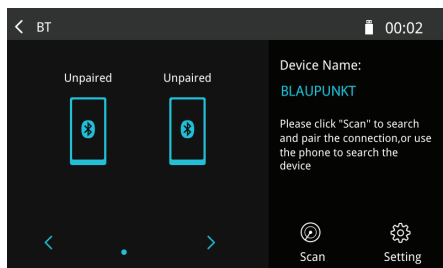 BT
00:02
Unpaired
Unpaired
Device Name:
BLAUPUNKT
Please click "Scan" to search
and pair the connection,or use
the phone to search the
device
Scan
Setting